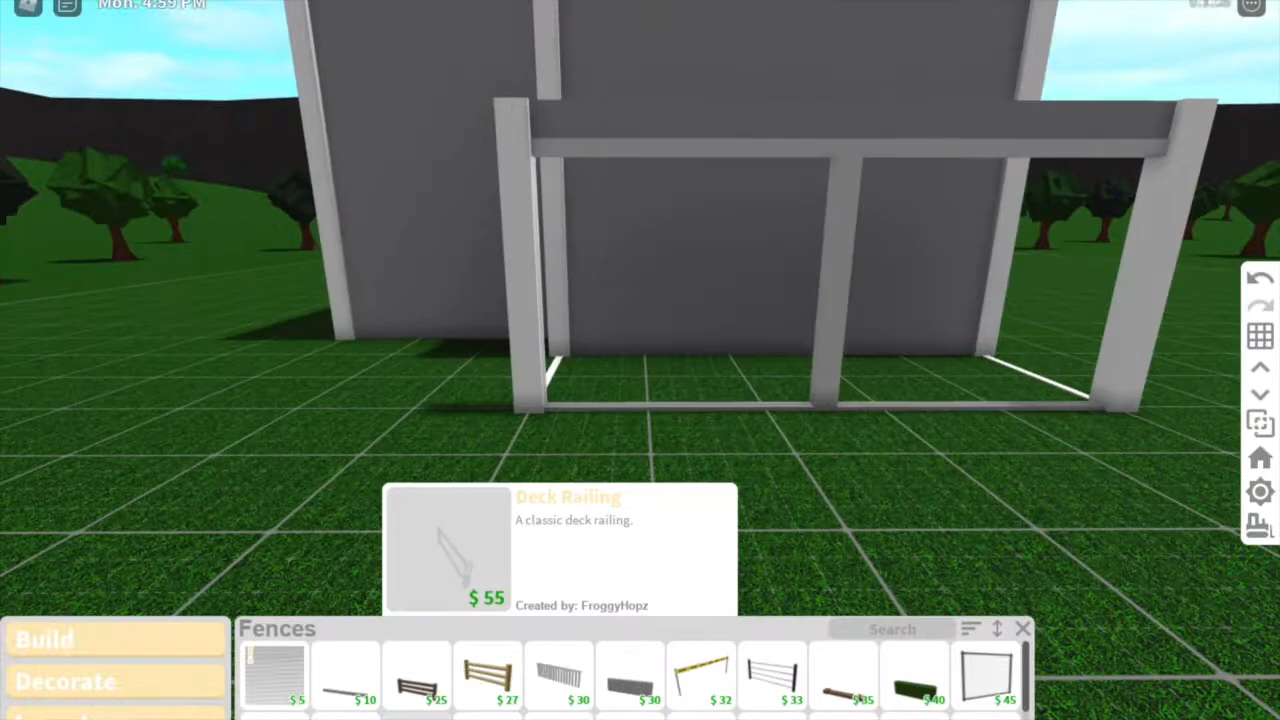 Mon. 4:59 PM
Deck Railing
A classic deck railing.
$ 55
Created by: FroggyHopz
Build
Decorate
Fences
Search
$ 5
$ 10
$ 25
$ 27
$ 30
$ 30
$ 32
$ 33
$ 35
$ 40
$ 45